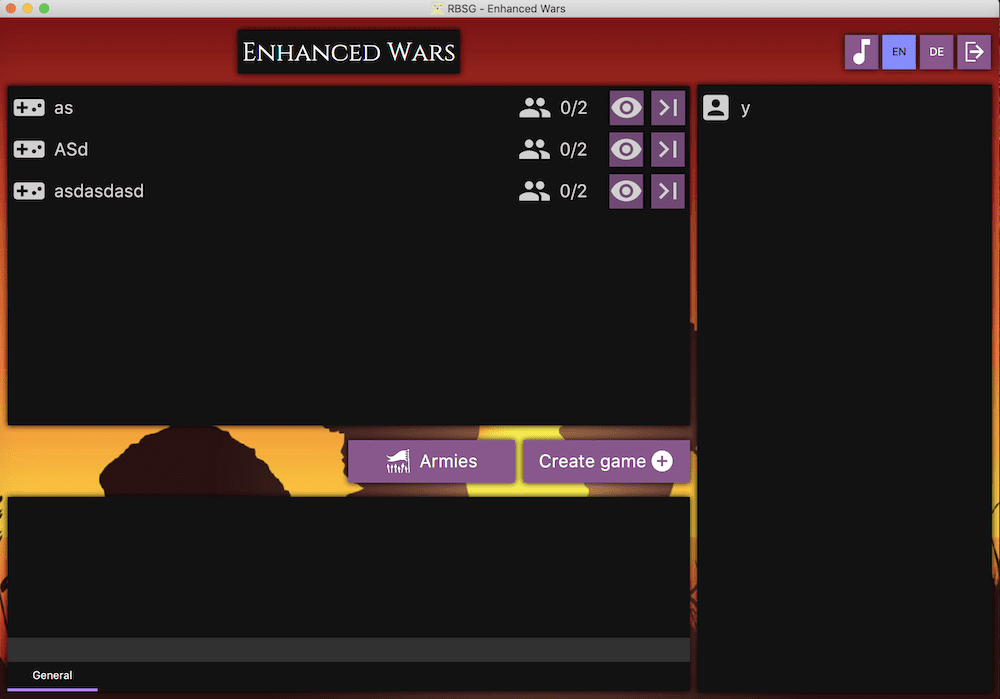 RBSG - Enhanced Wars
Enhanced Wars
EN
DE
as 0/2
ASd 0/2
asdasdasd 0/2
y
Armies
Create game
General